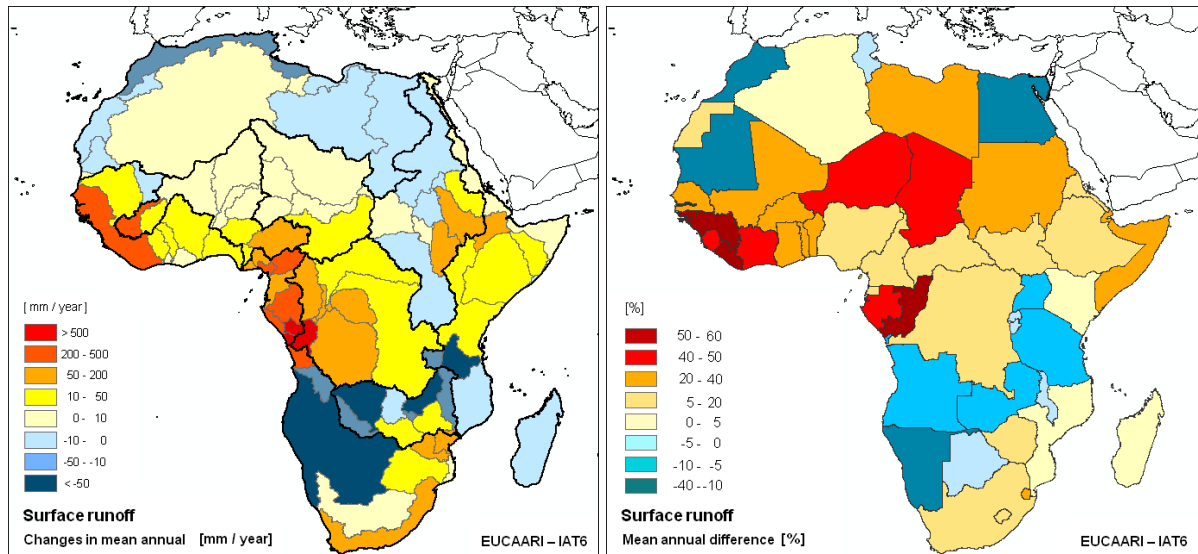 [ mm / year ]
> 500
200 - 500
50 - 200
10 - 50
0 - 10
-10 - 0
-50 - -10
< -50
Surface runoff
Changes in mean annual [mm / year]
EUCAARI – IAT6
[%]
50 - 60
40 - 50
20 - 40
5 - 20
0 - 5
-5 - 0
-10 - -5
-40 - -10
Surface runoff
Mean annual difference [%]
EUCAARI – IAT6